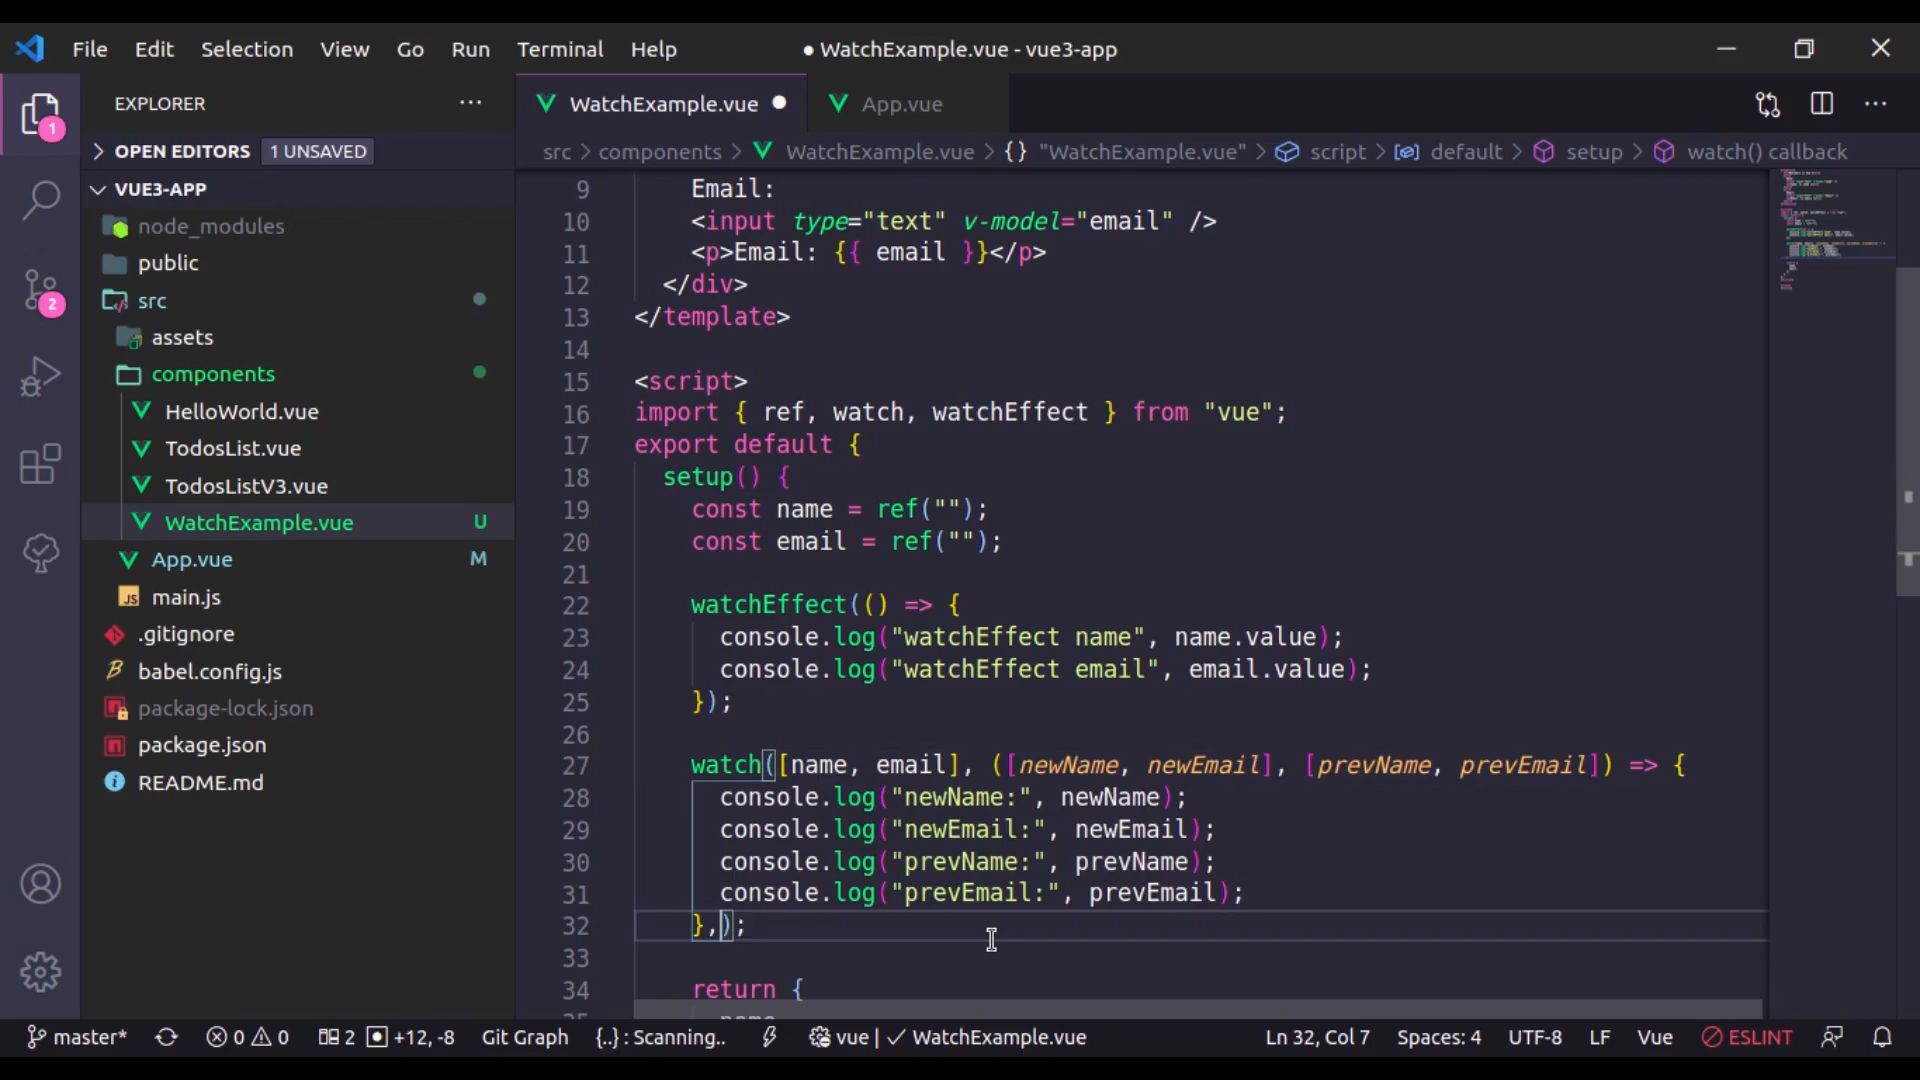 File Edit Selection View Go Run Terminal Help ● WatchExample.vue - vue3-app
EXPLORER
OPEN EDITORS 1 UNSAVED
VUE3-APP
node_modules
public
src
assets
components
HelloWorld.vue
TodosList.vue
TodosListV3.vue
WatchExample.vue U
App.vue M
JS main.js
.gitignore
babel.config.js
package-lock.json
package.json
README.md
1
2
WatchExample.vue ● App.vue
src > components > WatchExample.vue > {} "WatchExample.vue" > script > default > setup > watch() callback
9 Email:
10 <input type="text" v-model="email" />
11 <p>Email: {{ email }}</p>
12 </div>
13 </template>
14
15 <script>
16 import { ref, watch, watchEffect } from "vue";
17 export default {
18 setup() {
19 const name = ref("");
20 const email = ref("");
21
22 watchEffect(() => {
23 console.log("watchEffect name", name.value);
24 console.log("watchEffect email", email.value);
25 });
26
27 watch([name, email], ([newName, newEmail], [prevName, prevEmail]) => {
28 console.log("newName:", newName);
29 console.log("newEmail:", newEmail);
30 console.log("prevName:", prevName);
31 console.log("prevEmail:", prevEmail);
32 },);
33
34 return {
master* 0 0 2 +12, -8 Git Graph {..} : Scanning.. vue | ✓ WatchExample.vue Ln 32, Col 7 Spaces: 4 UTF-8 LF Vue ESLINT